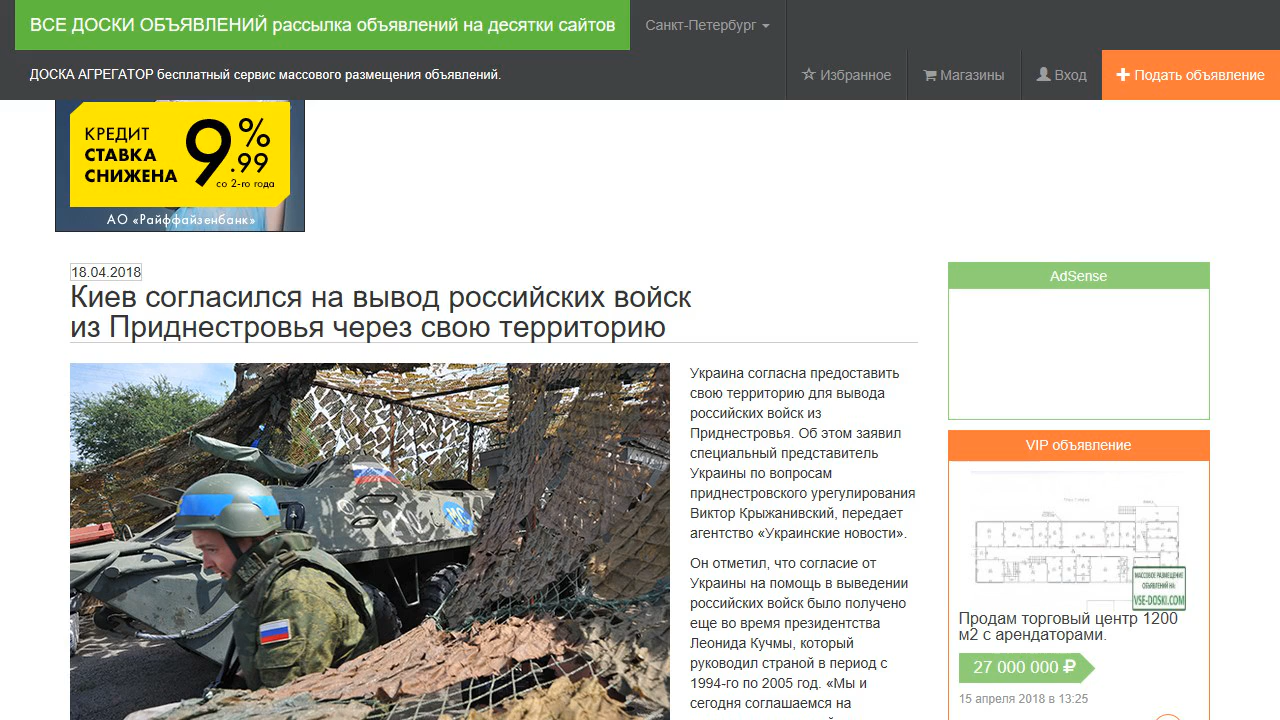 ВСЕ ДОСКИ ОБЪЯВЛЕНИЙ рассылка объявлений на десятки сайтов
Санкт-Петербург
ДОСКА АГРЕГАТОР бесплатный сервис массового размещения объявлений.
Избранное
Магазины
Вход
Подать объявление
КРЕДИТ
СТАВКА
СНИЖЕНА
9.99%
со 2-го года
АО «Райффайзенбанк»
18.04.2018
Киев согласился на вывод российских войск
из Приднестровья через свою территорию
Украина согласна предоставить
свою территорию для вывода
российских войск из
Приднестровья. Об этом заявил
специальный представитель
Украины по вопросам
приднестровского урегулирования
Виктор Крыжанивский, передает
агентство «Украинские новости».
Он отметил, что согласие от
Украины на помощь в выведении
российских войск было получено
еще во время президентства
Леонида Кучмы, который
руководил страной в период с
1994-го по 2005 год. «Мы и
сегодня соглашаемся на
МС
AdSense
VIP объявление
МАССОВОЕ РАЗМЕЩЕНИЕ
ОБЪЯВЛЕНИЙ НА:
VSE-DOSKI.COM
Продам торговый центр 1200
м2 с арендаторами.
27 000 000 ₽
15 апреля 2018 в 13:25